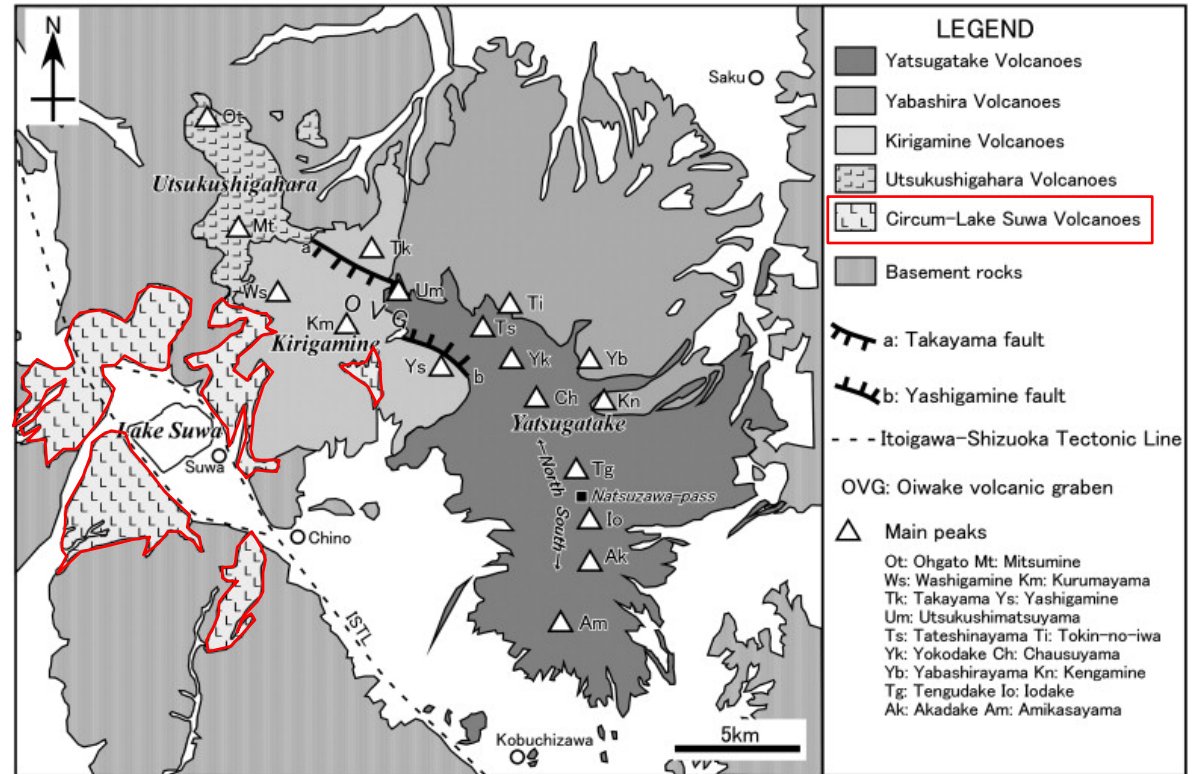 N
Saku
Ot
Utsukushigahara
Mt
a
Tk
Ws
O V G
Um
Ti
Km
Ts
Kirigamine
Ys
b
Yk
Yb
Ch
Kn
Yatsugatake
Lake Suwa
Suwa
North
Tg
Natsuzawa-pass
South
Io
Chino
Ak
ISTL
Am
Kobuchizawa
5km
LEGEND
Yatsugatake Volcanoes
Yabashira Volcanoes
Kirigamine Volcanoes
Utsukushigahara Volcanoes
Circum-Lake Suwa Volcanoes
Basement rocks
a: Takayama fault
b: Yashigamine fault
Itoigawa-Shizuoka Tectonic Line
OVG: Oiwake volcanic graben
Main peaks
Ot: Ohgato Mt: Mitsumine
Ws: Washigamine Km: Kurumayama
Tk: Takayama Ys: Yashigamine
Um: Utsukushimatsuyama
Ts: Tateshinayama Ti: Tokin-no-iwa
Yk: Yokodake Ch: Chausuyama
Yb: Yabashirayama Kn: Kengamine
Tg: Tengudake Io: Iodake
Ak: Akadake Am: Amikasayama